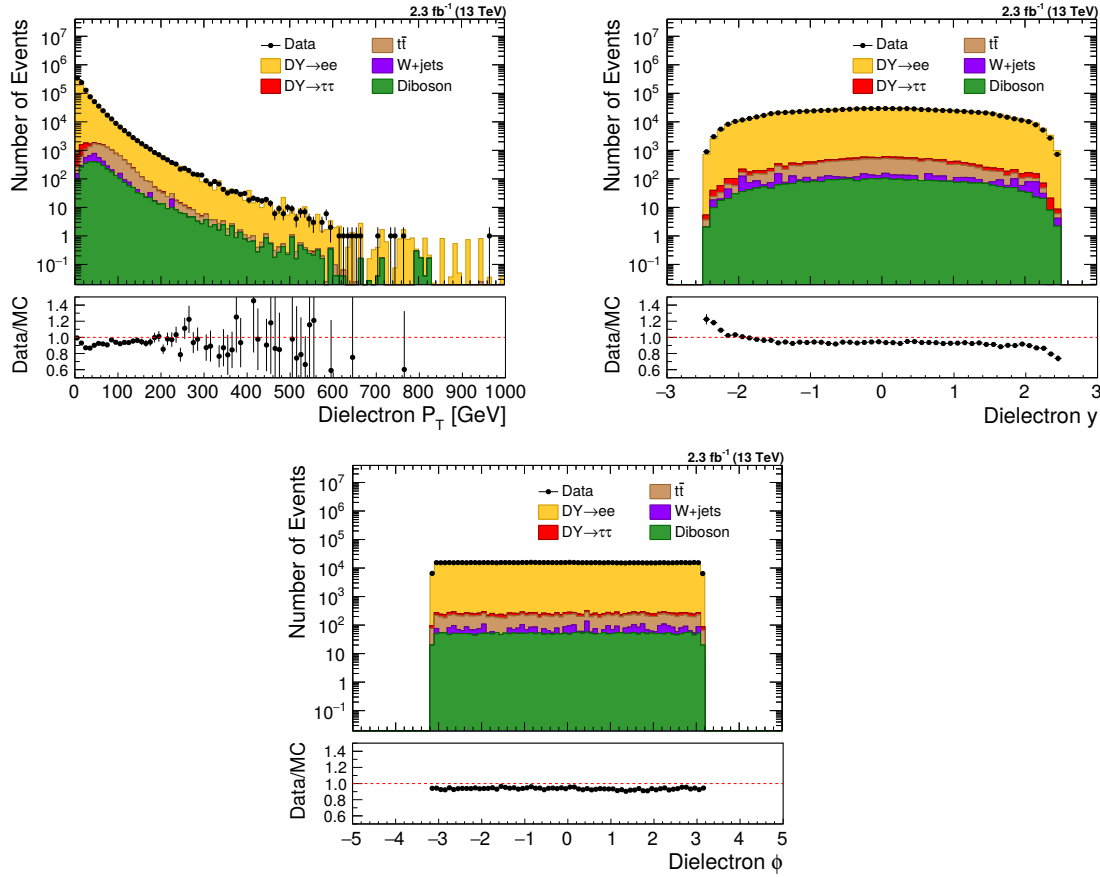 2.3 fb⁻¹ (13 TeV)
Number of Events
10⁷
10⁶
10⁵
10⁴
10³
10²
10
1
10⁻¹
Data
DY→ee
DY→ττ
tt̄
W+jets
Diboson
Data/MC
1.4
1.2
1.0
0.8
0.6
0 100 200 300 400 500 600 700 800 900 1000
Dielectron P_T [GeV]
2.3 fb⁻¹ (13 TeV)
Number of Events
10⁷
10⁶
10⁵
10⁴
10³
10²
10
1
10⁻¹
Data
DY→ee
DY→ττ
tt̄
W+jets
Diboson
Data/MC
1.4
1.2
1.0
0.8
0.6
−3 −2 −1 0 1 2 3
Dielectron y
2.3 fb⁻¹ (13 TeV)
Number of Events
10⁷
10⁶
10⁵
10⁴
10³
10²
10
1
10⁻¹
Data
DY→ee
DY→ττ
tt̄
W+jets
Diboson
Data/MC
1.4
1.2
1.0
0.8
0.6
−5 −4 −3 −2 −1 0 1 2 3 4 5
Dielectron ϕ